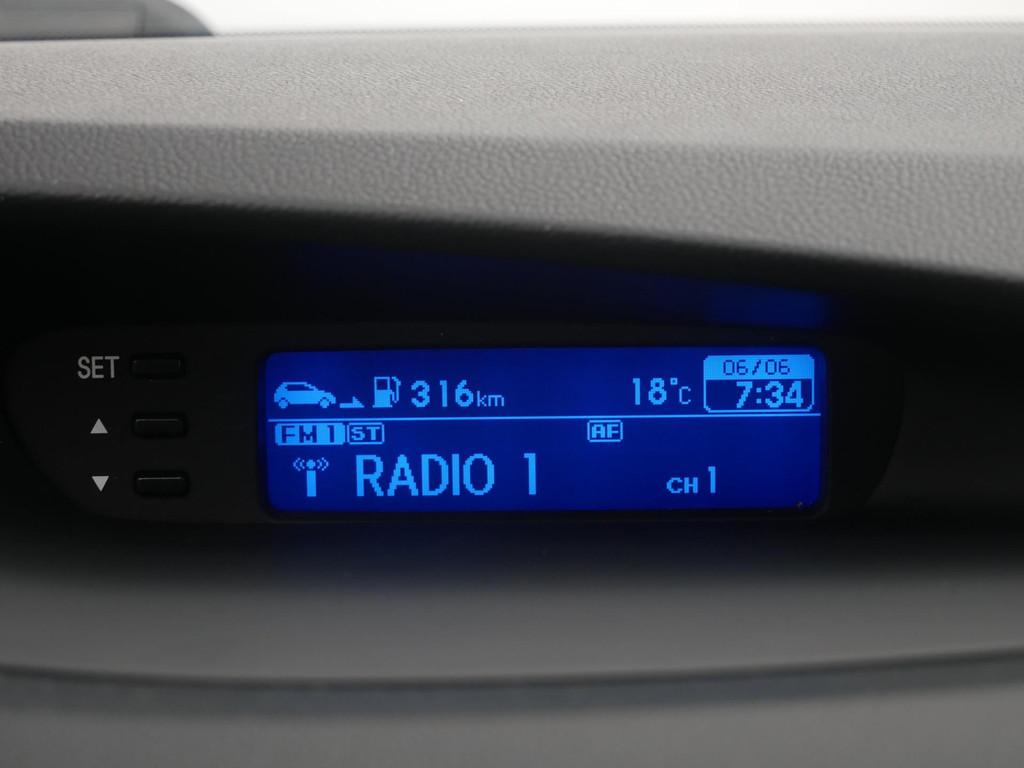 SET
▲
▼
316km 18°C 06/06
7:34
FM 1 ST AF
RADIO 1 CH 1